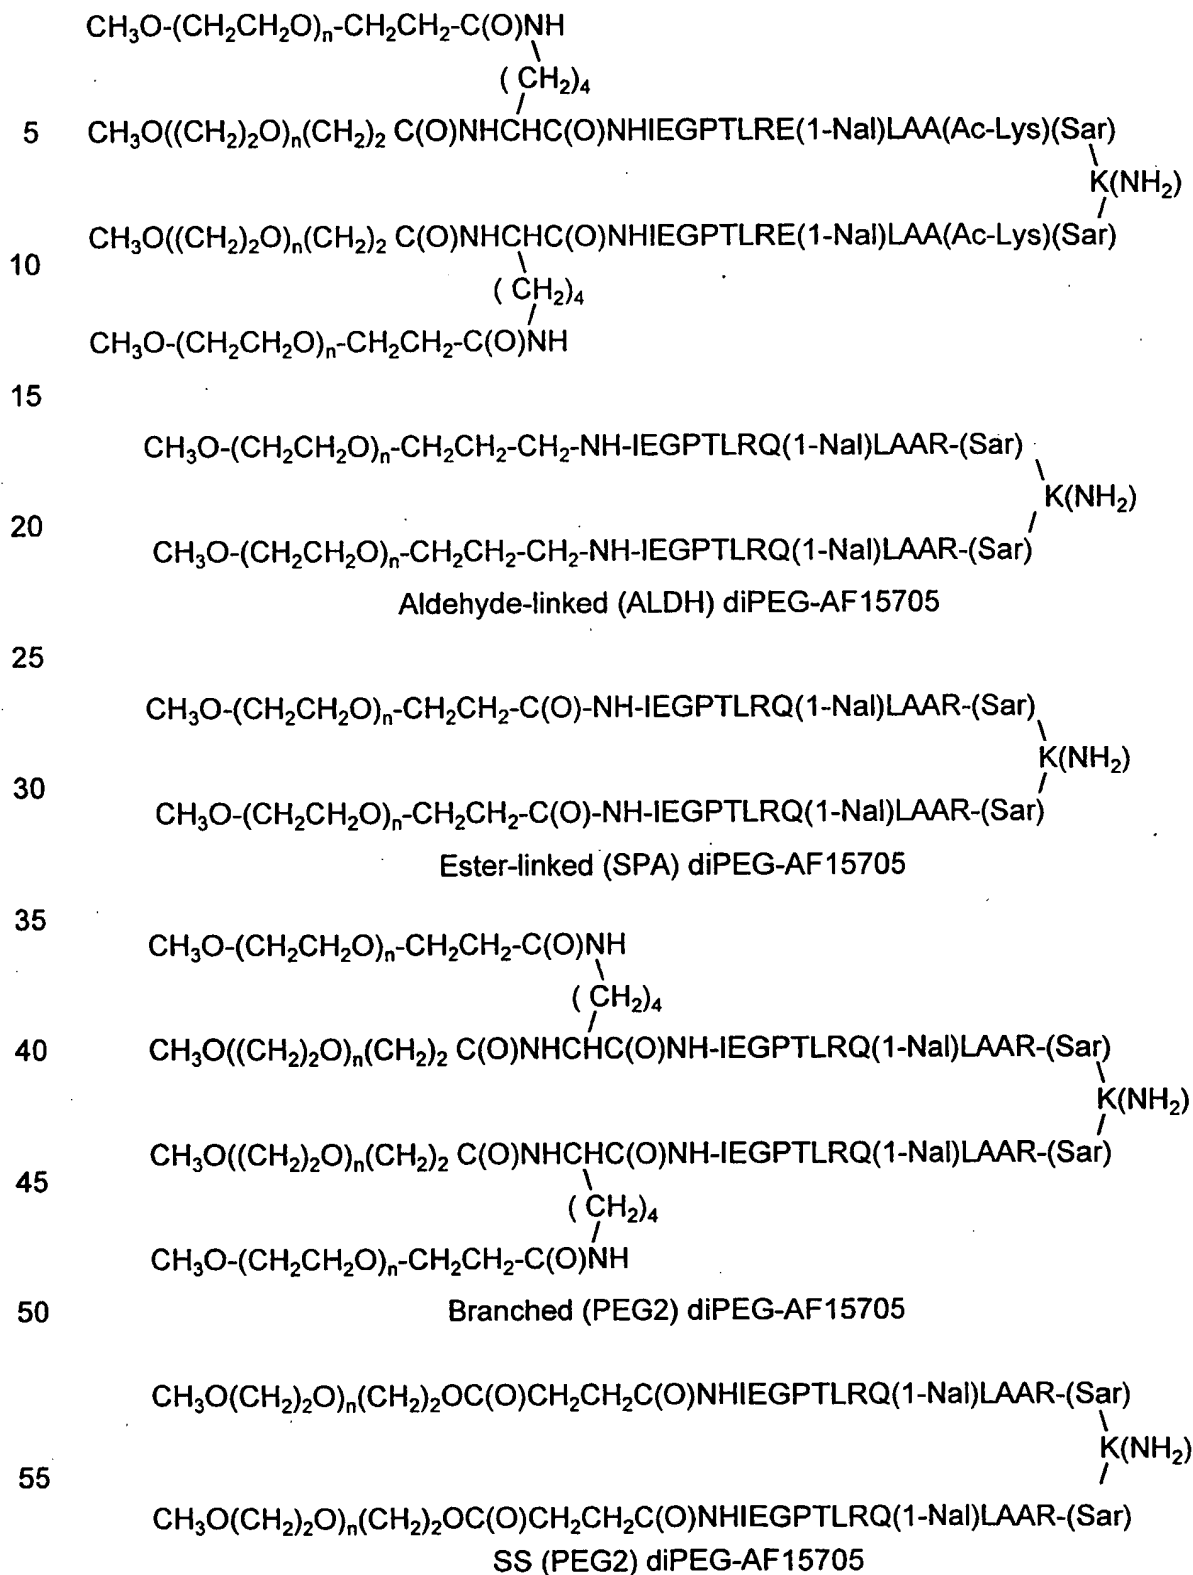 CH₃O-(CH₂CH₂O)ₙ-CH₂CH₂-C(O)NH
( CH₂)₄
5 CH₃O((CH₂)₂O)ₙ(CH₂)₂ C(O)NHCHC(O)NHIEGPTLRE(1-Nal)LAA(Ac-Lys)(Sar)
K(NH₂)
CH₃O((CH₂)₂O)ₙ(CH₂)₂ C(O)NHCHC(O)NHIEGPTLRE(1-Nal)LAA(Ac-Lys)(Sar)
10
( CH₂)₄
CH₃O-(CH₂CH₂O)ₙ-CH₂CH₂-C(O)NH
15
CH₃O-(CH₂CH₂O)ₙ-CH₂CH₂-CH₂-NH-IEGPTLRQ(1-Nal)LAAR-(Sar)
K(NH₂)
20
CH₃O-(CH₂CH₂O)ₙ-CH₂CH₂-CH₂-NH-IEGPTLRQ(1-Nal)LAAR-(Sar)
Aldehyde-linked (ALDH) diPEG-AF15705
25
CH₃O-(CH₂CH₂O)ₙ-CH₂CH₂-C(O)-NH-IEGPTLRQ(1-Nal)LAAR-(Sar)
K(NH₂)
30
CH₃O-(CH₂CH₂O)ₙ-CH₂CH₂-C(O)-NH-IEGPTLRQ(1-Nal)LAAR-(Sar)
Ester-linked (SPA) diPEG-AF15705
35
CH₃O-(CH₂CH₂O)ₙ-CH₂CH₂-C(O)NH
( CH₂)₄
40 CH₃O((CH₂)₂O)ₙ(CH₂)₂ C(O)NHCHC(O)NH-IEGPTLRQ(1-Nal)LAAR-(Sar)
K(NH₂)
CH₃O((CH₂)₂O)ₙ(CH₂)₂ C(O)NHCHC(O)NH-IEGPTLRQ(1-Nal)LAAR-(Sar)
45
( CH₂)₄
CH₃O-(CH₂CH₂O)ₙ-CH₂CH₂-C(O)NH
50 Branched (PEG2) diPEG-AF15705
CH₃O(CH₂)₂O)ₙ(CH₂)₂OC(O)CH₂CH₂C(O)NHIEGPTLRQ(1-Nal)LAAR-(Sar)
K(NH₂)
55
CH₃O(CH₂)₂O)ₙ(CH₂)₂OC(O)CH₂CH₂C(O)NHIEGPTLRQ(1-Nal)LAAR-(Sar)
SS (PEG2) diPEG-AF15705